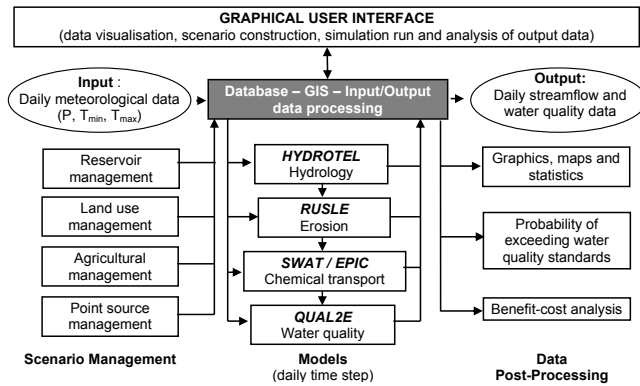 GRAPHICAL USER INTERFACE
(data visualisation, scenario construction, simulation run and analysis of output data)
Input :
Daily meteorological data
(P, Tmin, Tmax)
Database – GIS – Input/Output
data processing
Output:
Daily streamflow and
water quality data
Reservoir
management
Land use
management
Agricultural
management
Point source
management
Scenario Management
HYDROTEL
Hydrology
RUSLE
Erosion
SWAT / EPIC
Chemical transport
QUAL2E
Water quality
Models
(daily time step)
Graphics, maps and
statistics
Probability of
exceeding water
quality standards
Benefit-cost analysis
Data
Post-Processing